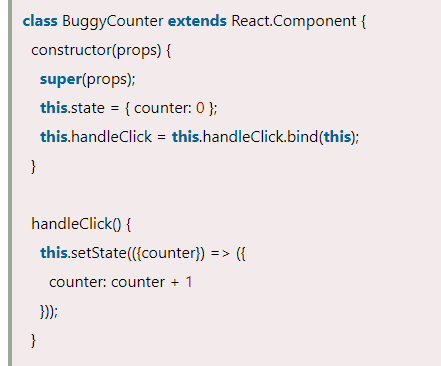 class BuggyCounter extends React.Component {
constructor(props) {
super(props);
this.state = { counter: 0 };
this.handleClick = this.handleClick.bind(this);
}
handleClick() {
this.setState(({counter}) => ({
counter: counter + 1
}));
}